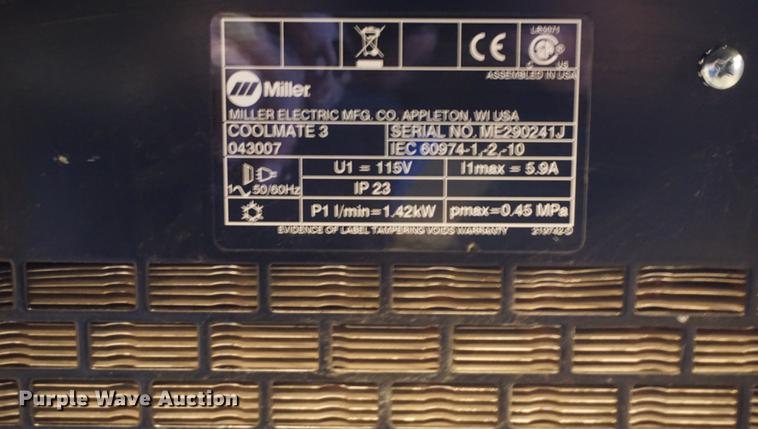 LR6071
CE
C US
ASSEMBLED IN USA
Miller
MILLER ELECTRIC MFG. CO. APPLETON, WI USA
COOLMATE 3
SERIAL NO. ME290241J
043007
IEC 60974-1,-2,-10
U1 = 115V
I1max = 5.9A
1~ 50/60Hz
IP 23
P1 l/min=1.42kW
pmax=0.45 MPa
EVIDENCE OF LABEL TAMPERING VOIDS WARRANTY
Purple Wave Auction